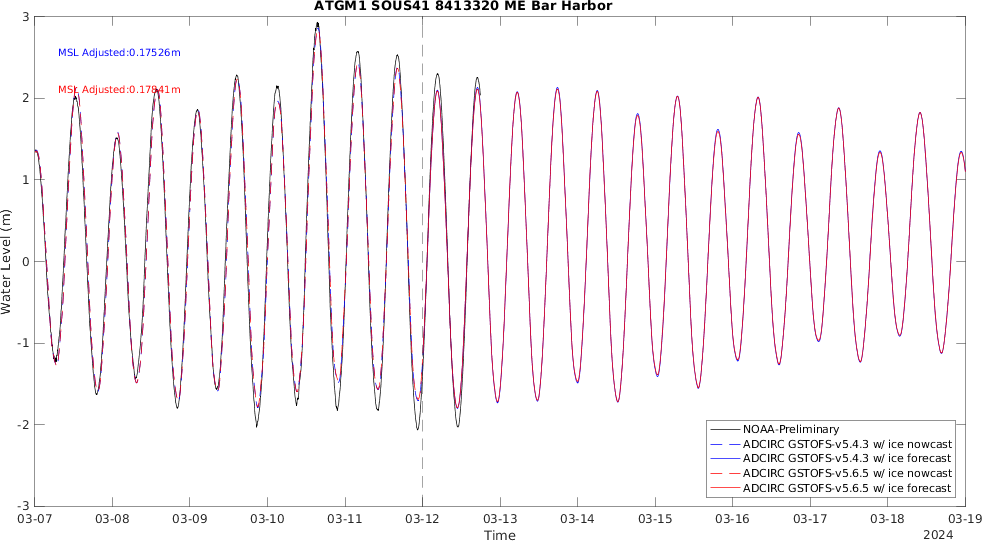 ATGM1 SOUS41 8413320 ME Bar Harbor
MSL Adjusted:0.17526m
MSL Adjusted:0.17841m
3
2
1
0
-1
-2
-3
Water Level (m)
NOAA-Preliminary
ADCIRC GSTOFS-v5.4.3 w/ ice nowcast
ADCIRC GSTOFS-v5.4.3 w/ ice forecast
ADCIRC GSTOFS-v5.6.5 w/ ice nowcast
ADCIRC GSTOFS-v5.6.5 w/ ice forecast
03-07 03-08 03-09 03-10 03-11 03-12 03-13 03-14 03-15 03-16 03-17 03-18 03-19
Time
2024